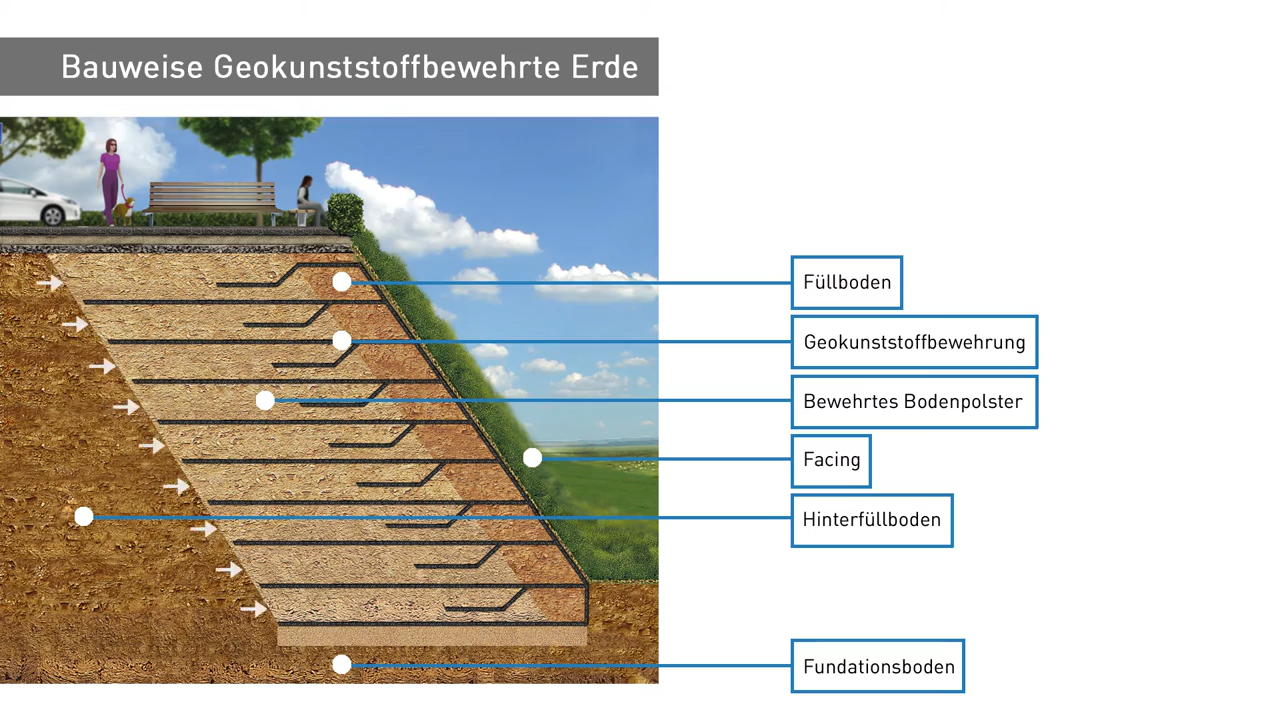 Bauweise Geokunststoffbewehrte Erde
Füllboden
Geokunststoffbewehrung
Bewehrtes Bodenpolster
Facing
Hinterfüllboden
Fundationsboden